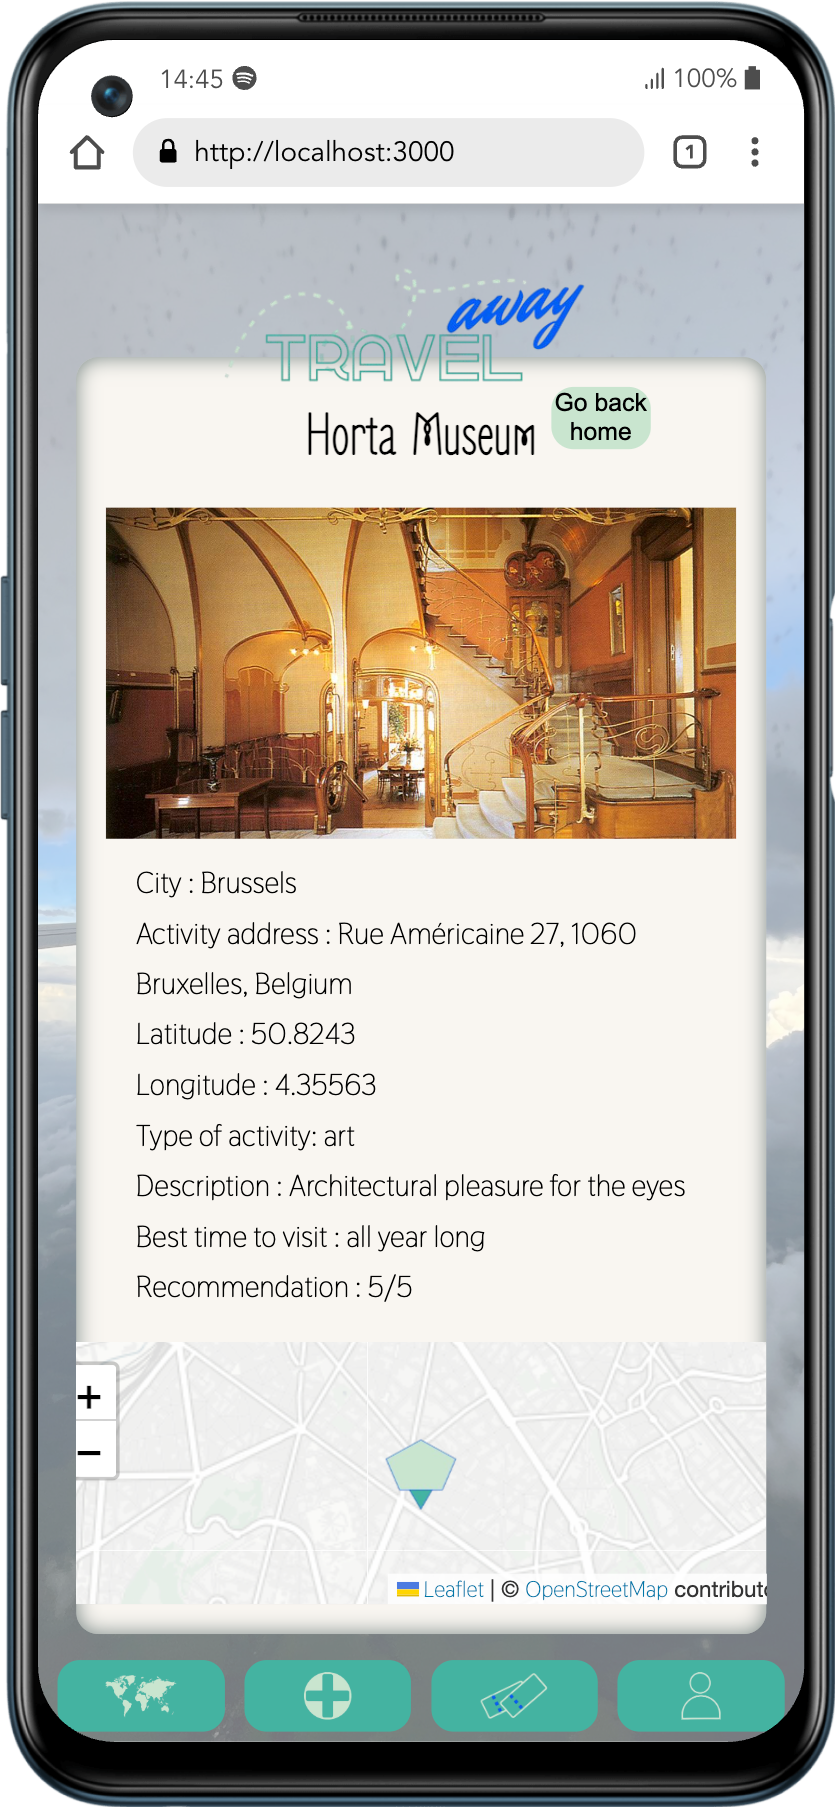 14:45
100%
http://localhost:3000
1
away
TRAVEL
Horta Museum
Go back
home
City : Brussels
Activity address : Rue Américaine 27, 1060
Bruxelles, Belgium
Latitude : 50.8243
Longitude : 4.35563
Type of activity: art
Description : Architectural pleasure for the eyes
Best time to visit : all year long
Recommendation : 5/5
+
−
Leaflet | © OpenStreetMap contributo